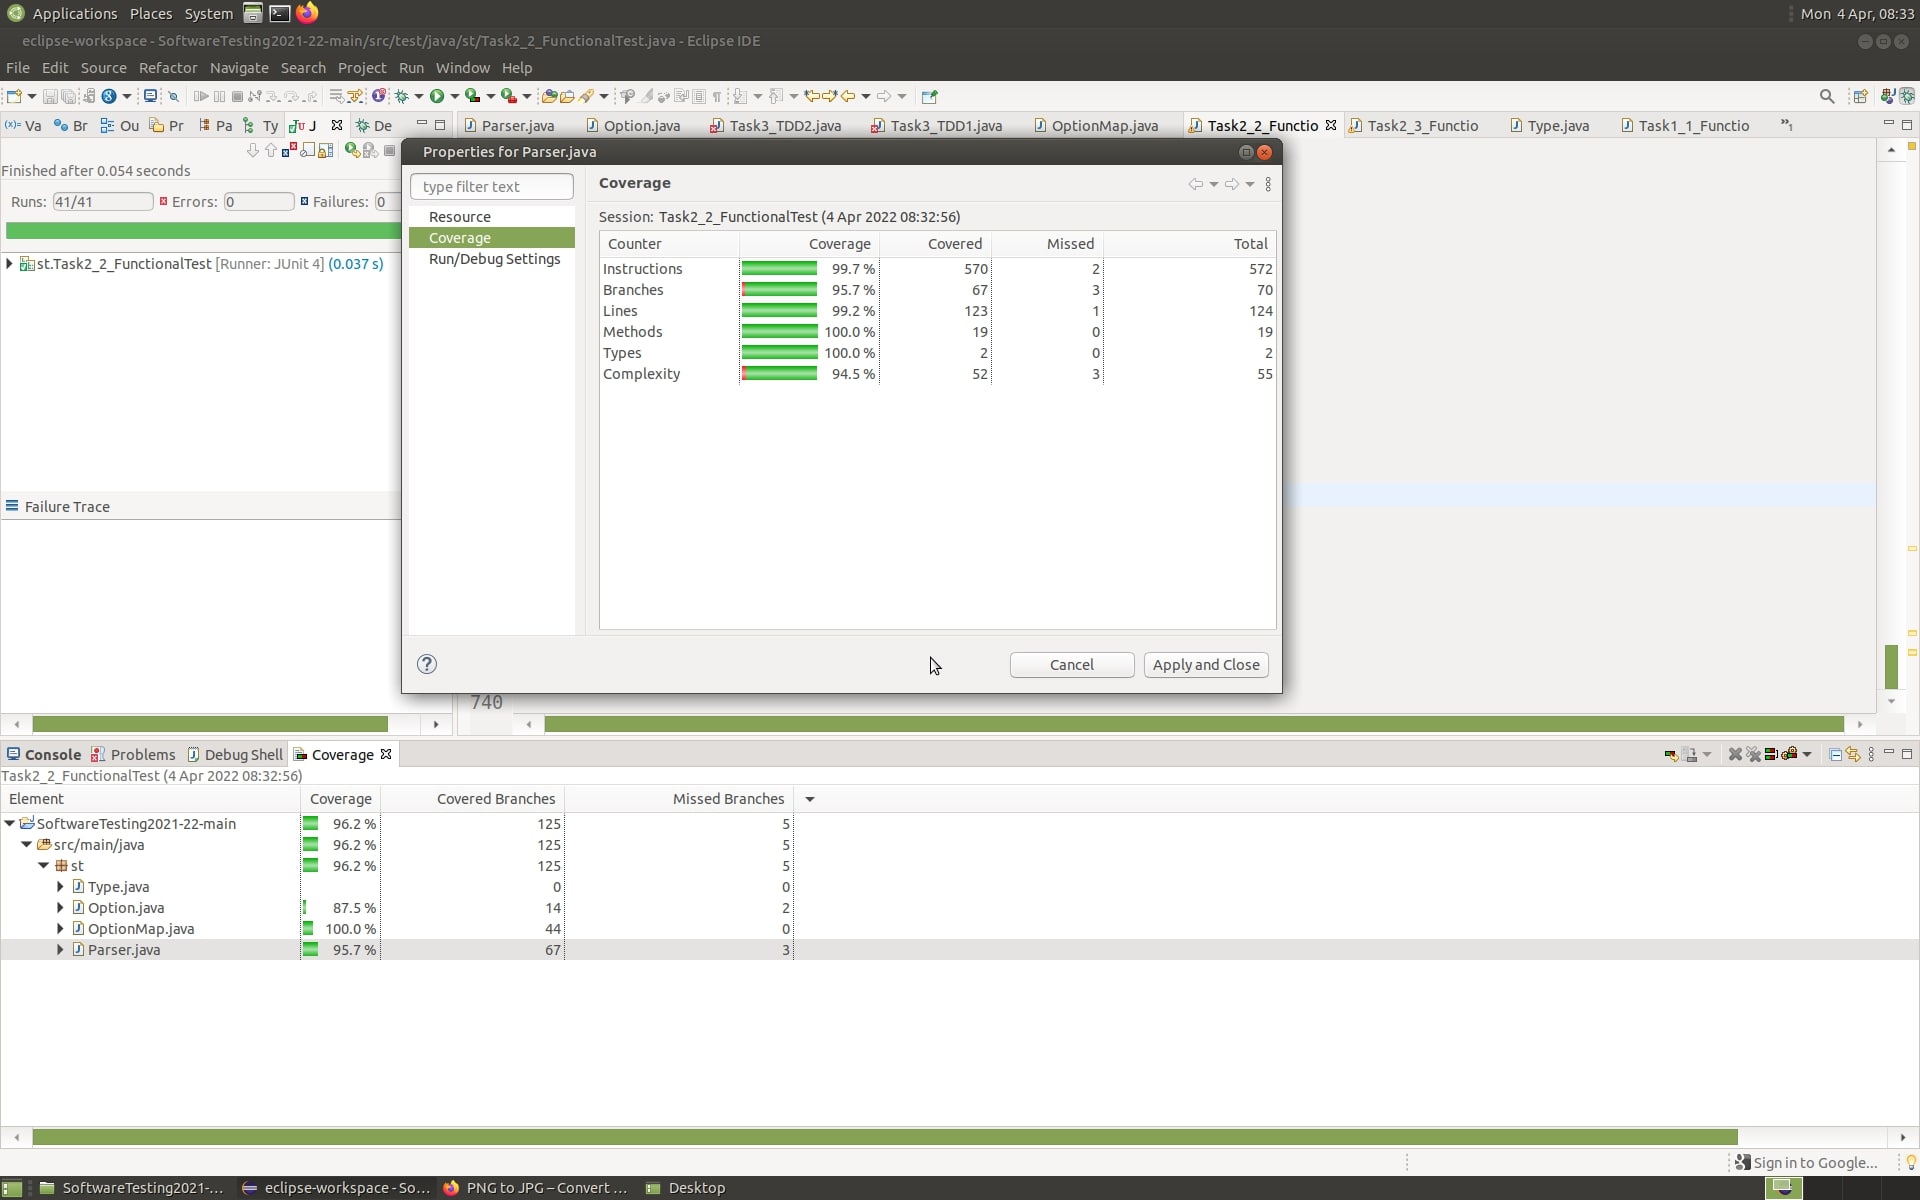 Applications Places System
Mon 4 Apr, 08:33
eclipse-workspace - SoftwareTesting2021-22-main/src/test/java/st/Task2_2_FunctionalTest.java - Eclipse IDE
File Edit Source Refactor Navigate Search Project Run Window Help
Va Br Ou Pr Pa Ty J De
Parser.java Option.java Task3_TDD2.java Task3_TDD1.java OptionMap.java Task2_2_Functio Task2_3_Functio Type.java Task1_1_Functio
Finished after 0.054 seconds
Runs: 41/41 Errors: 0 Failures: 0
st.Task2_2_FunctionalTest [Runner: JUnit 4] (0.037 s)
Failure Trace
Properties for Parser.java
type filter text
Resource
Coverage
Run/Debug Settings
Coverage
Session: Task2_2_FunctionalTest (4 Apr 2022 08:32:56)
Counter Coverage Covered Missed Total
Instructions 99.7 % 570 2 572
Branches 95.7 % 67 3 70
Lines 99.2 % 123 1 124
Methods 100.0 % 19 0 19
Types 100.0 % 2 0 2
Complexity 94.5 % 52 3 55
? Cancel Apply and Close
740
Console Problems Debug Shell Coverage
Task2_2_FunctionalTest (4 Apr 2022 08:32:56)
Element Coverage Covered Branches Missed Branches
SoftwareTesting2021-22-main 96.2 % 125 5
src/main/java 96.2 % 125 5
st 96.2 % 125 5
Type.java 0 0
Option.java 87.5 % 14 2
OptionMap.java 100.0 % 44 0
Parser.java 95.7 % 67 3
Sign in to Google...
SoftwareTesting2021-... eclipse-workspace - So... PNG to JPG – Convert ... Desktop